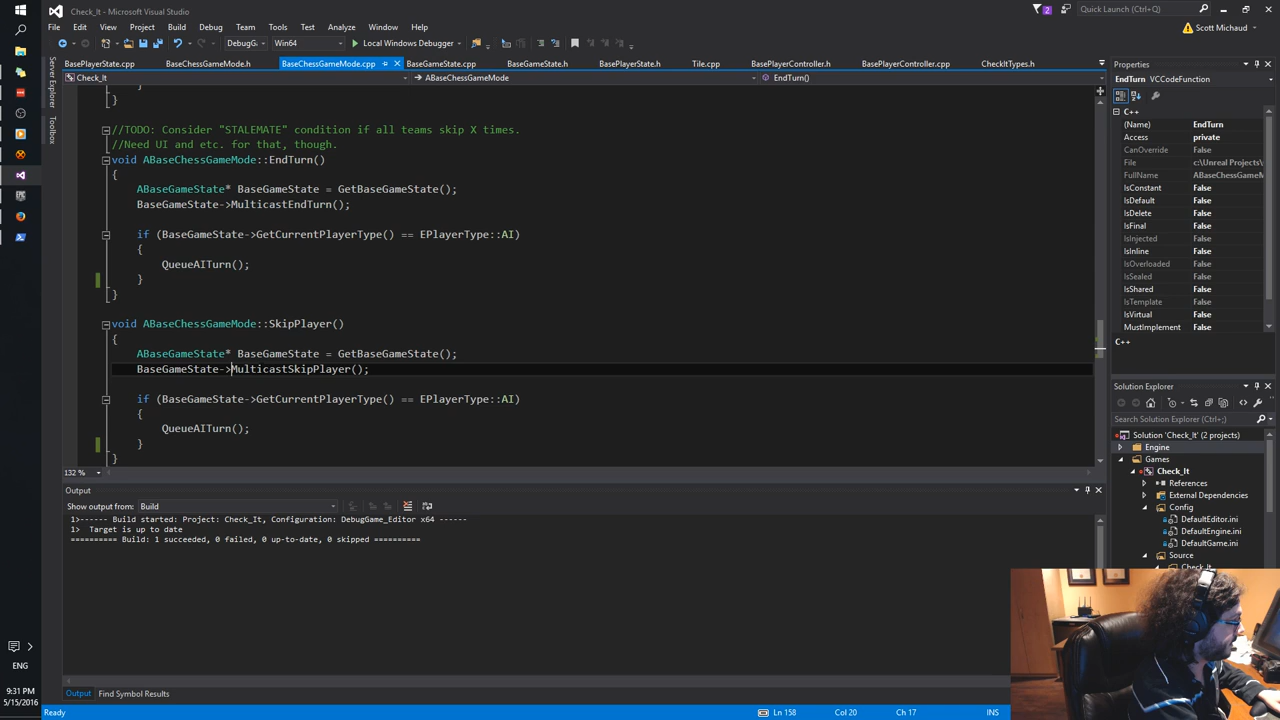 Check_It - Microsoft Visual Studio
2
Quick Launch (Ctrl+Q)
File Edit View Project Build Debug Team Tools Test Analyze Window Help
Scott Michaud
DebugG
Win64
Local Windows Debugger
BasePlayerState.cpp BaseChessGameMode.h BaseChessGameMode.cpp BaseGameState.cpp BaseGameState.h BasePlayerState.h Tile.cpp BasePlayerController.h BasePlayerController.cpp CheckItTypes.h
Check_It
ABaseChessGameMode
EndTurn()
Server Explorer
Toolbox
}
}
//TODO: Consider "STALEMATE" condition if all teams skip X times.
//Need UI and etc. for that, though.
void ABaseChessGameMode::EndTurn()
{
ABaseGameState* BaseGameState = GetBaseGameState();
BaseGameState->MulticastEndTurn();
if (BaseGameState->GetCurrentPlayerType() == EPlayerType::AI)
{
QueueAITurn();
}
}
void ABaseChessGameMode::SkipPlayer()
{
ABaseGameState* BaseGameState = GetBaseGameState();
BaseGameState->MulticastSkipPlayer();
if (BaseGameState->GetCurrentPlayerType() == EPlayerType::AI)
{
QueueAITurn();
}
}
132 %
Output
Show output from: Build
1>------ Build started: Project: Check_It, Configuration: DebugGame_Editor x64 ------
1> Target is up to date
========== Build: 1 succeeded, 0 failed, 0 up-to-date, 0 skipped ==========
Output Find Symbol Results
Ready
Ln 158 Col 20 Ch 17 INS
Properties
EndTurn VCCodeFunction
C++
(Name) EndTurn
Access private
CanOverride False
File c:\Unreal Projects\
FullName ABaseChessGameM
IsConstant False
IsDefault False
IsDelete False
IsFinal False
IsInjected False
IsInline False
IsOverloaded False
IsSealed False
IsShared False
IsTemplate False
IsVirtual False
MustImplement False
C++
Solution Explorer
Search Solution Explorer (Ctrl+;)
Solution 'Check_It' (2 projects)
Engine
Games
Check_It
References
External Dependencies
Config
DefaultEditor.ini
DefaultEngine.ini
DefaultGame.ini
Source
Check_It
ENG
9:31 PM
5/15/2016